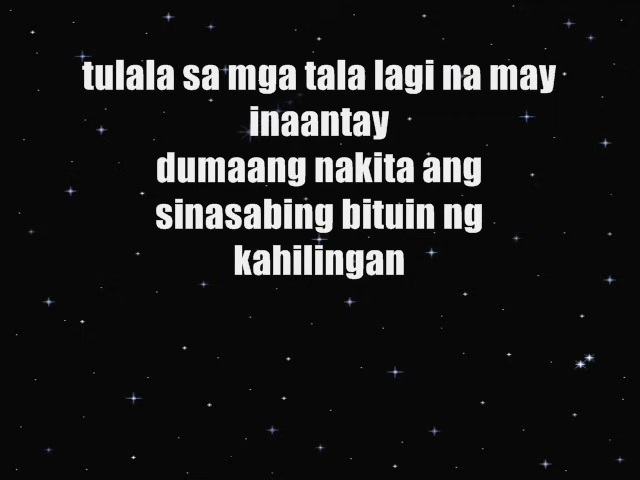 tulala sa mga tala lagi na may
inaantay
dumaang nakita ang
sinasabing bituin ng
kahilingan